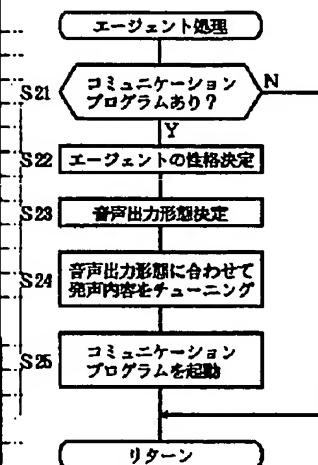 エージェント処理
S21
コミュニケーション
プログラムあり？
N
Y
S22
エージェントの性格決定
S23
音声出力形態決定
S24
音声出力形態に合わせて
発声内容をチューニング
S25
コミュニケーション
プログラムを起動
リターン